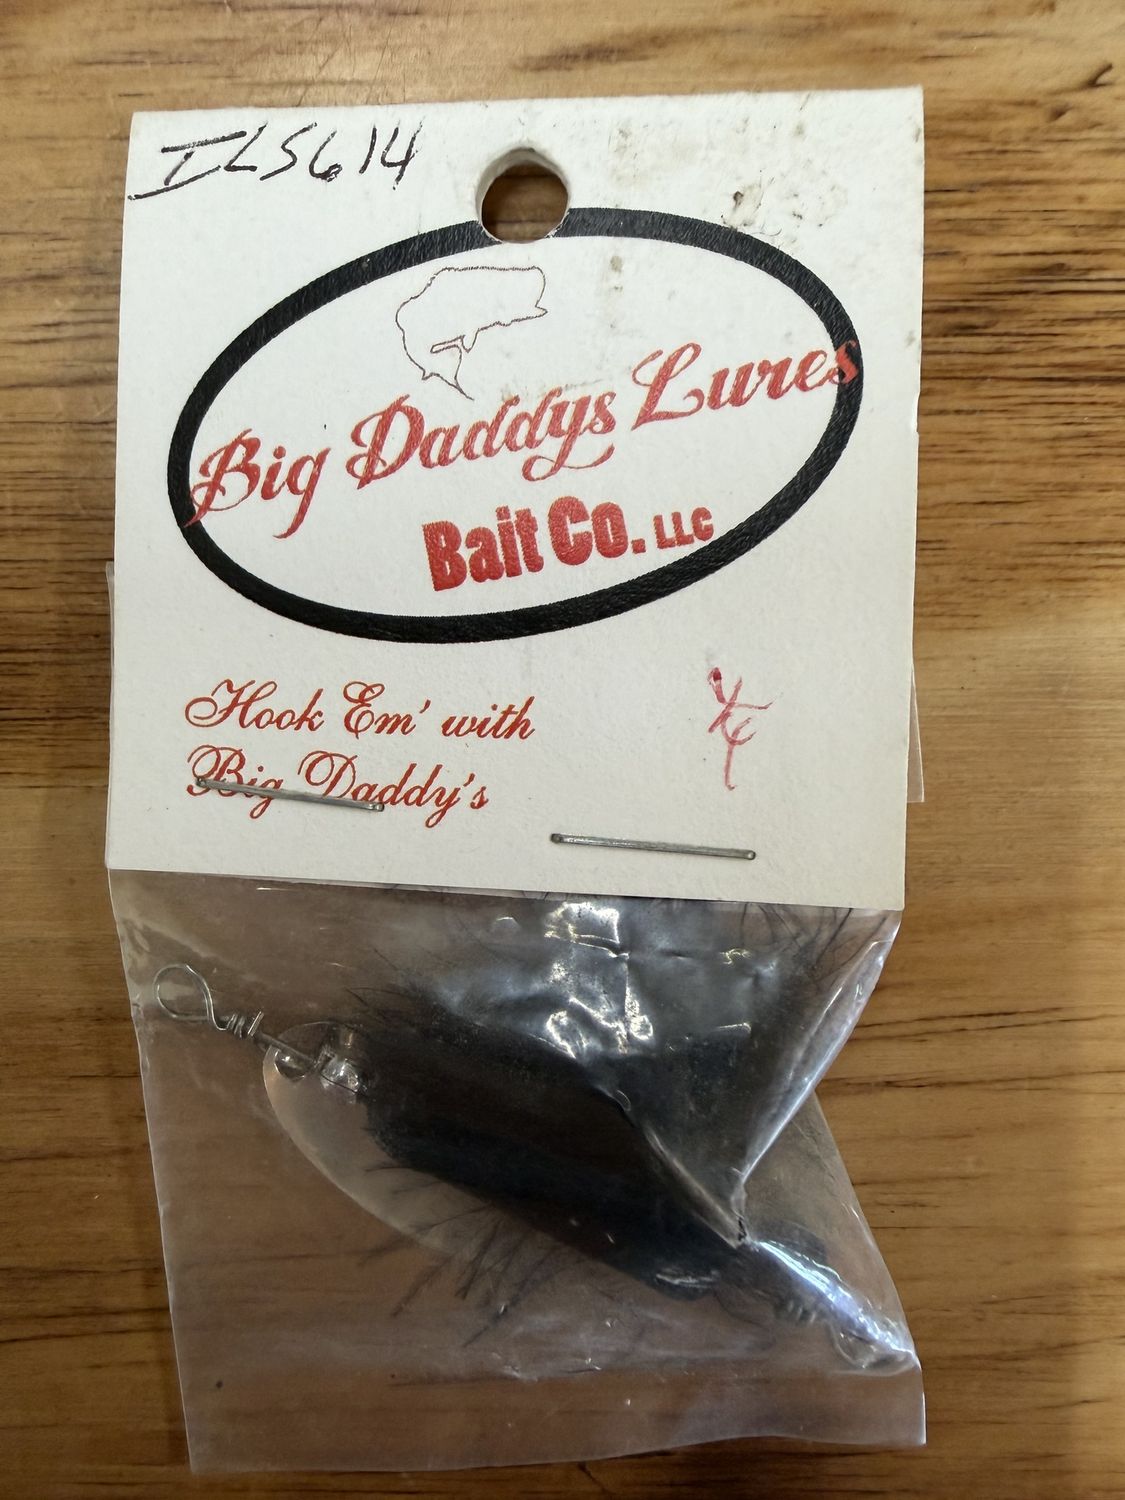 ILS614
Big Daddys Lures
Bait Co. LLC
Hook Em' with
Big Daddy's